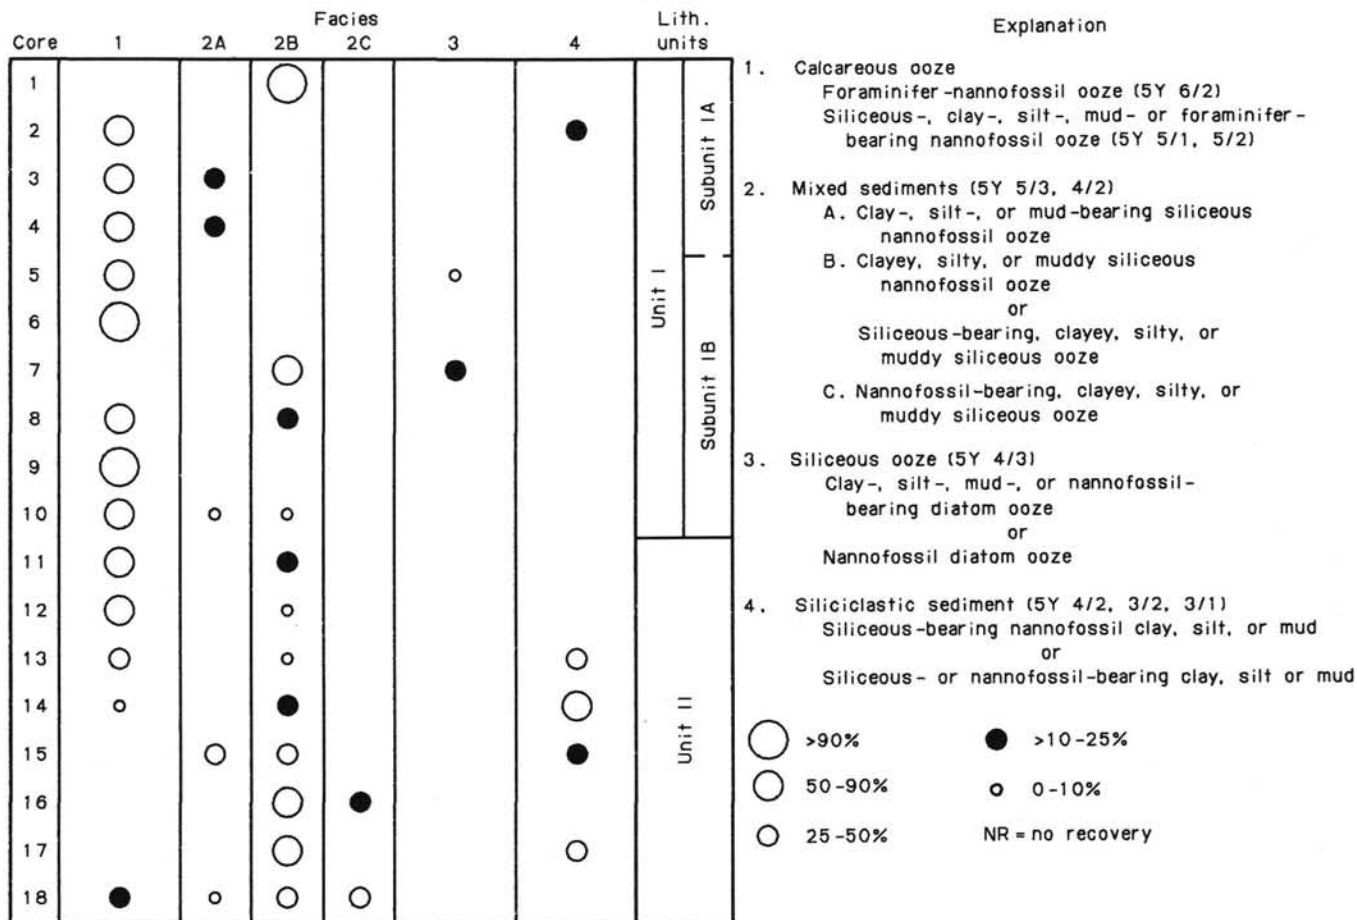 Facies
Lith.
units
Core 1 2A 2B 2C 3 4
1
2
3
4
5
6
7
8
9
10
11
12
13
14
15
16
17
18
Unit I
Subunit IA
Subunit IB
Unit II
Explanation
1. Calcareous ooze
Foraminifer-nannofossil ooze (5Y 6/2)
Siliceous-, clay-, silt-, mud- or foraminifer-
bearing nannofossil ooze (5Y 5/1, 5/2)
2. Mixed sediments (5Y 5/3, 4/2)
A. Clay-, silt-, or mud-bearing siliceous
nannofossil ooze
B. Clayey, silty, or muddy siliceous
nannofossil ooze
or
Siliceous-bearing, clayey, silty, or
muddy siliceous ooze
C. Nannofossil-bearing, clayey, silty, or
muddy siliceous ooze
3. Siliceous ooze (5Y 4/3)
Clay-, silt-, mud-, or nannofossil-
bearing diatom ooze
or
Nannofossil diatom ooze
4. Siliciclastic sediment (5Y 4/2, 3/2, 3/1)
Siliceous-bearing nannofossil clay, silt, or mud
or
Siliceous- or nannofossil-bearing clay, silt or mud
>90% >10-25%
50-90% 0-10%
25-50% NR = no recovery